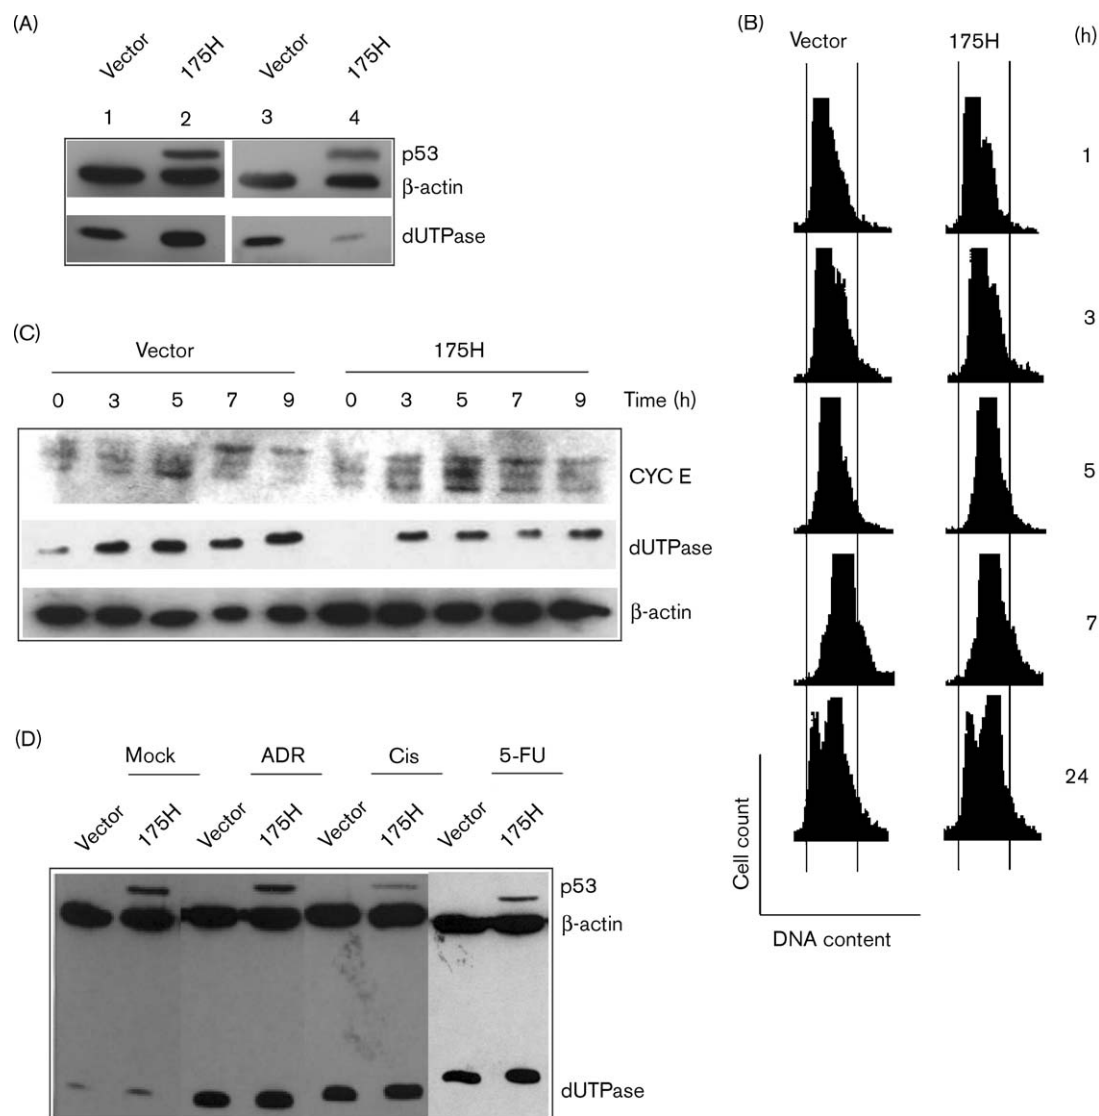 (A)
Vector 175H Vector 175H
1 2 3 4
p53
β-actin
dUTPase
(B)
Vector 175H (h)
1
3
5
7
24
Cell count
DNA content
(C)
Vector 175H
0 3 5 7 9 0 3 5 7 9 Time (h)
CYC E
dUTPase
β-actin
(D)
Mock ADR Cis 5-FU
Vector 175H Vector 175H Vector 175H Vector 175H
p53
β-actin
dUTPase